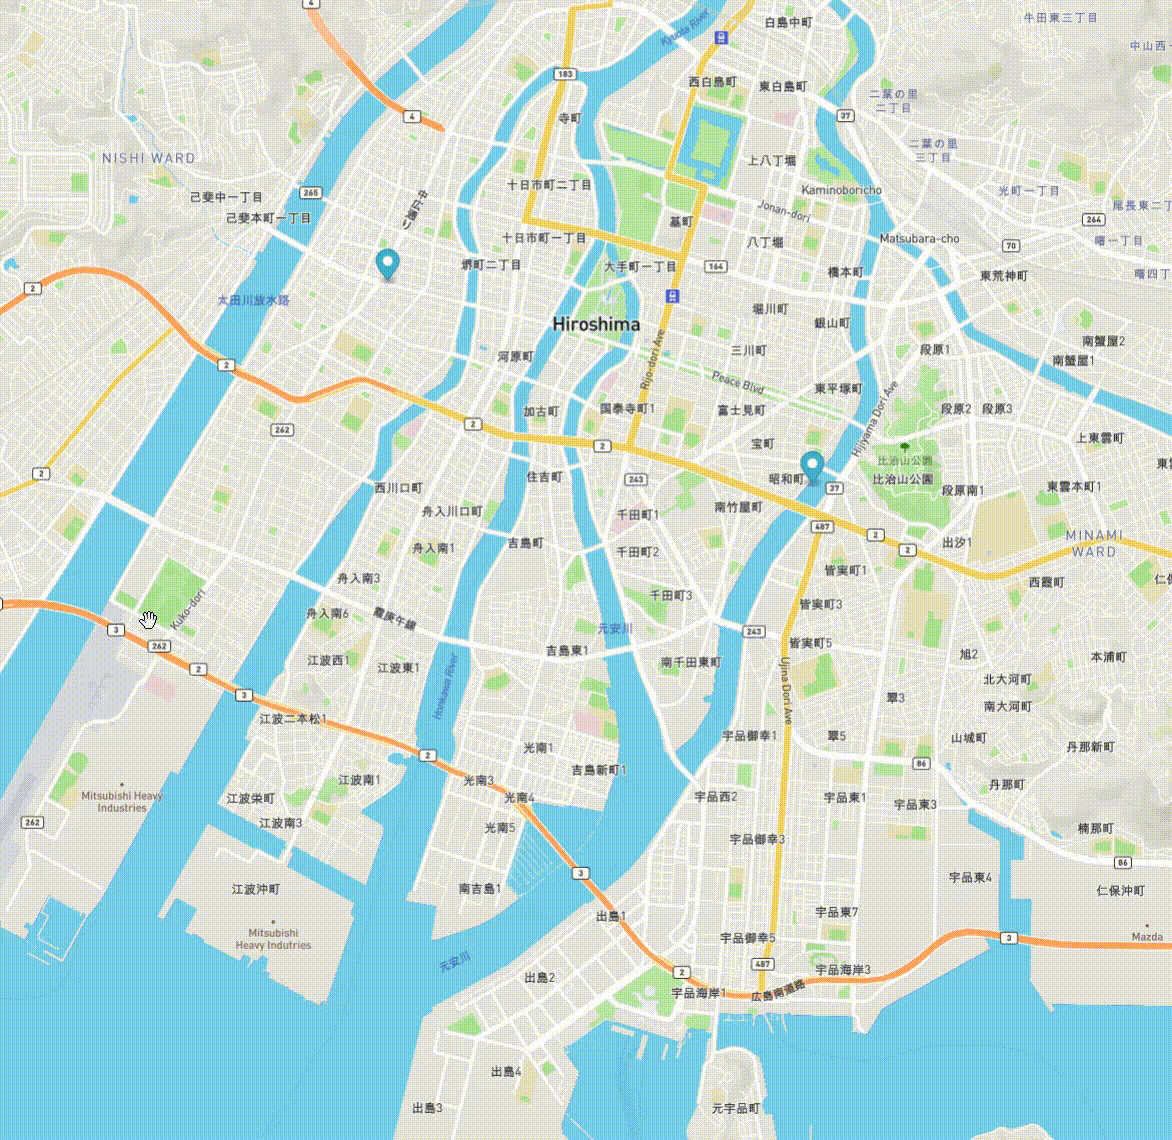 4
白島中町
牛田東三丁目
Kyuota River
中山西
183
西白島町
東白島町
二葉の里
二丁目
4
寺町
37
二葉の里
三丁目
NISHI WARD
上八丁堀
265
己斐中一丁目
十日市町二丁目
Kaminoboricho
光町一丁目
尾長東二丁
己斐本町一丁目
基町
Jonan-dori
264
十日市町一丁目
八丁堀
Matsubara-cho
70
曙一丁目
堺町二丁目
大手町一丁目
164
橋本町
東荒神町
曙四丁
2
太田川放水路
堀川町
Hiroshima
銀山町
南蟹屋2
河原町
三川町
段原1
南蟹屋1
2
Rijo-dori Ave
Peace Blvd
東平塚町
Hijiyama Dori Ave
加古町
国泰寺町1
富士見町
段原2
段原3
2
262
2
宝町
上東雲町
比治山公園
2
住吉町
243
昭和町
比治山公園
西川口町
37
段原南1
東雲本町1
舟入川口町
千田町1
南竹屋町
487
2
舟入川1
吉島町
千田町2
2
出汐1
MINAMI
WARD
舟入南3
皆実町1
西霞町
Kuko-dori
千田町3
皆実町3
舟入南6
霞庚午線
元安川
3
243
262
皆実町5
吉島東1
江波西1
江波東1
南千田東町
旭2
本浦町
2
Honkawa River
Ujina Dori Ave
北大河町
3
翠3
南大河町
江波二本松1
宇品御幸1
翠5
山城町
丹那新町
光南1
2
吉島新町1
86
江波南1
光南3
丹那町
Mitsubishi Heavy
Industries
江波栄町
光南4
宇品西2
宇品東1
宇品東3
262
江波南3
光南5
楠那町
宇品御幸3
86
3
宇品東4
江波沖町
南吉島1
仁保沖町
出島1
宇品東7
Mitsubishi
Heavy Indutries
宇品御幸5
3
Mazda
元安川
487
出島2
2
宇品海岸3
宇品海岸1
広島南道路
出島4
出島3
元宇品町